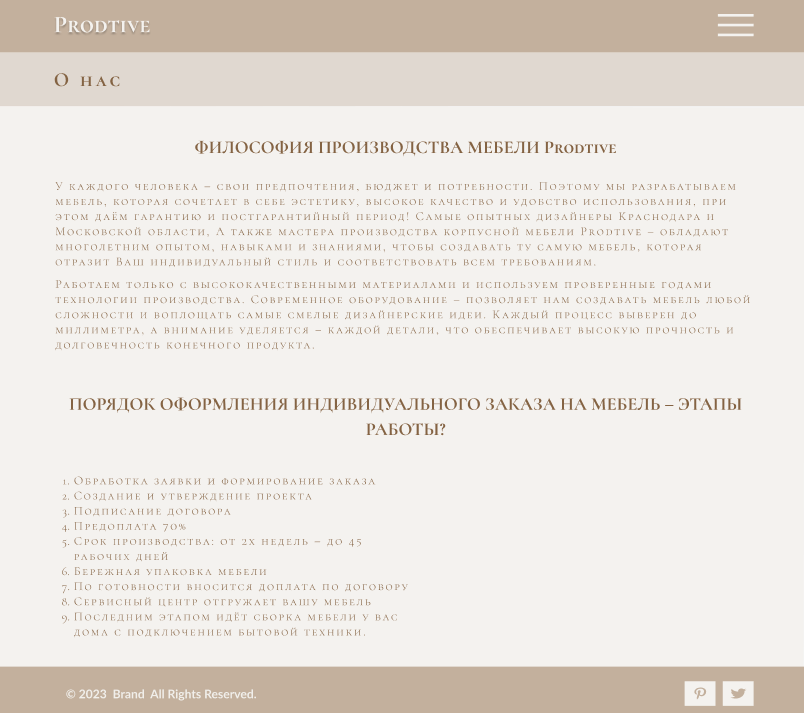 Prodtive
О нас
ФИЛОСОФИЯ ПРОИЗВОДСТВА МЕБЕЛИ Prodtive
У каждого человека – свои предпочтения, бюджет и потребности. Поэтому мы разрабатываем
мебель, которая сочетает в себе эстетику, высокое качество и удобство использования, при
этом даём гарантию и постгарантийный период! Самые опытных дизайнеры Краснодара и
Московской области, А также мастера производства корпусной мебели Prodtive – обладают
многолетним опытом, навыками и знаниями, чтобы создавать ту самую мебель, которая
отразит Ваш индивидуальный стиль и соответствовать всем требованиям.
Работаем только с высококачественными материалами и используем проверенные годами
технологии производства. Современное оборудование – позволяет нам создавать мебель любой
сложности и воплощать самые смелые дизайнерские идеи. Каждый процесс выверен до
миллиметра, а внимание уделяется – каждой детали, что обеспечивает высокую прочность и
долговечность конечного продукта.
ПОРЯДОК ОФОРМЛЕНИЯ ИНДИВИДУАЛЬНОГО ЗАКАЗА НА МЕБЕЛЬ – ЭТАПЫ
РАБОТЫ?
1. Обработка заявки и формирование заказа
2. Создание и утверждение проекта
3. Подписание договора
4. Предоплата 70%
5. Срок производства: от 2х недель – до 45
рабочих дней
6. Бережная упаковка мебели
7. По готовности вносится доплата по договору
8. Сервисный центр отгружает вашу мебель
9. Последним этапом идёт сборка мебели у вас
дома с подключением бытовой техники.
© 2023 Brand All Rights Reserved.